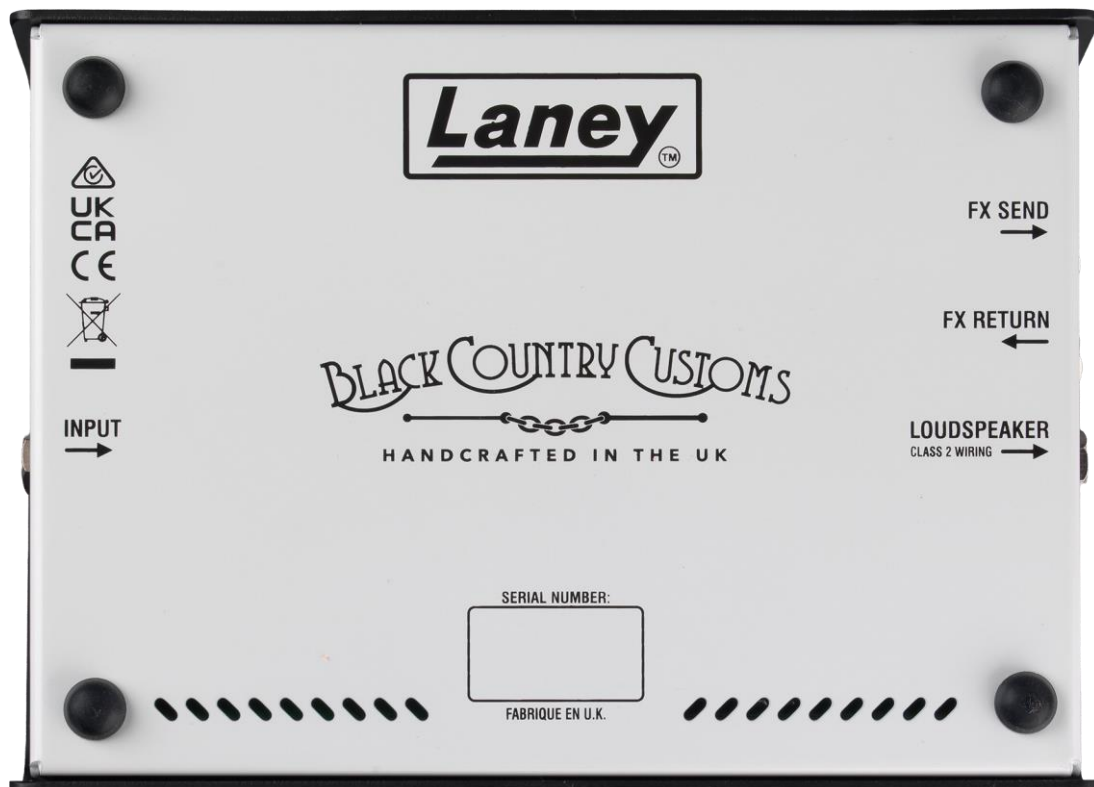 Laney
TM
UK
CA
CE
FX SEND
FX RETURN
BLACK COUNTRY CUSTOMS
HANDCRAFTED IN THE UK
INPUT
LOUDSPEAKER
CLASS 2 WIRING
SERIAL NUMBER:
FABRIQUE EN U.K.